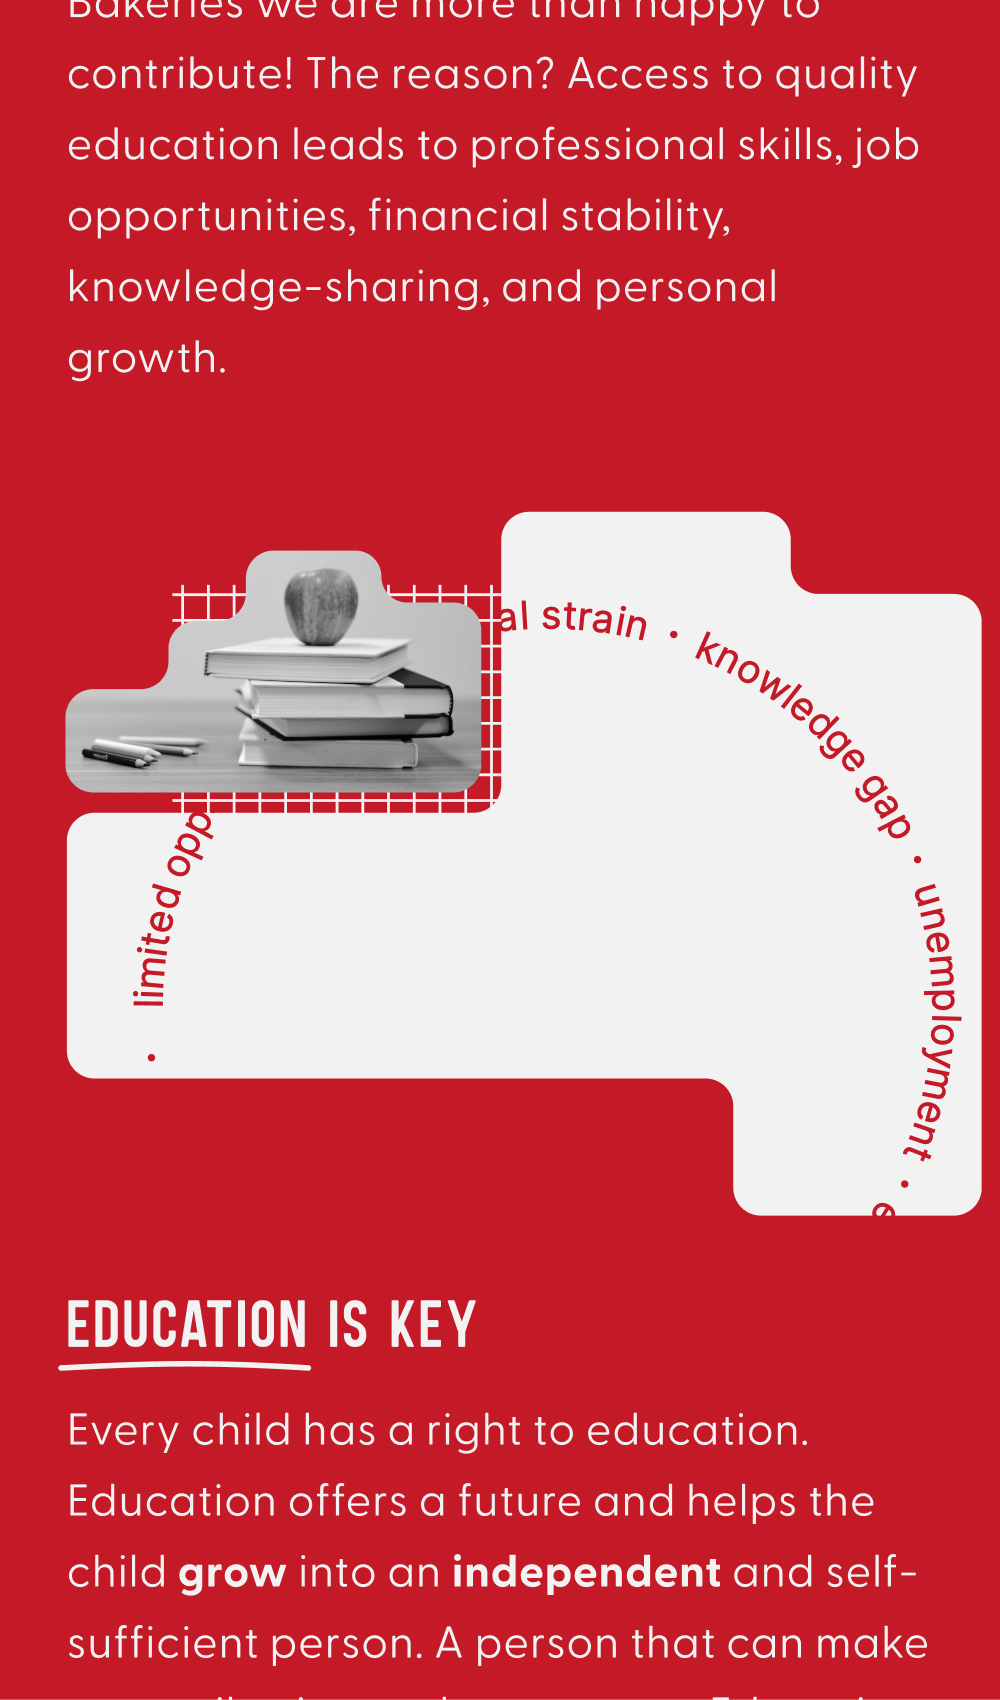 Bakeries we are more than happy to
contribute! The reason? Access to quality
education leads to professional skills, job
opportunities, financial stability,
knowledge-sharing, and personal
growth.
al strain • knowledge gap • unemployment • e
• limited opp
EDUCATION IS KEY
Every child has a right to education.
Education offers a future and helps the
child grow into an independent and self-
sufficient person. A person that can make